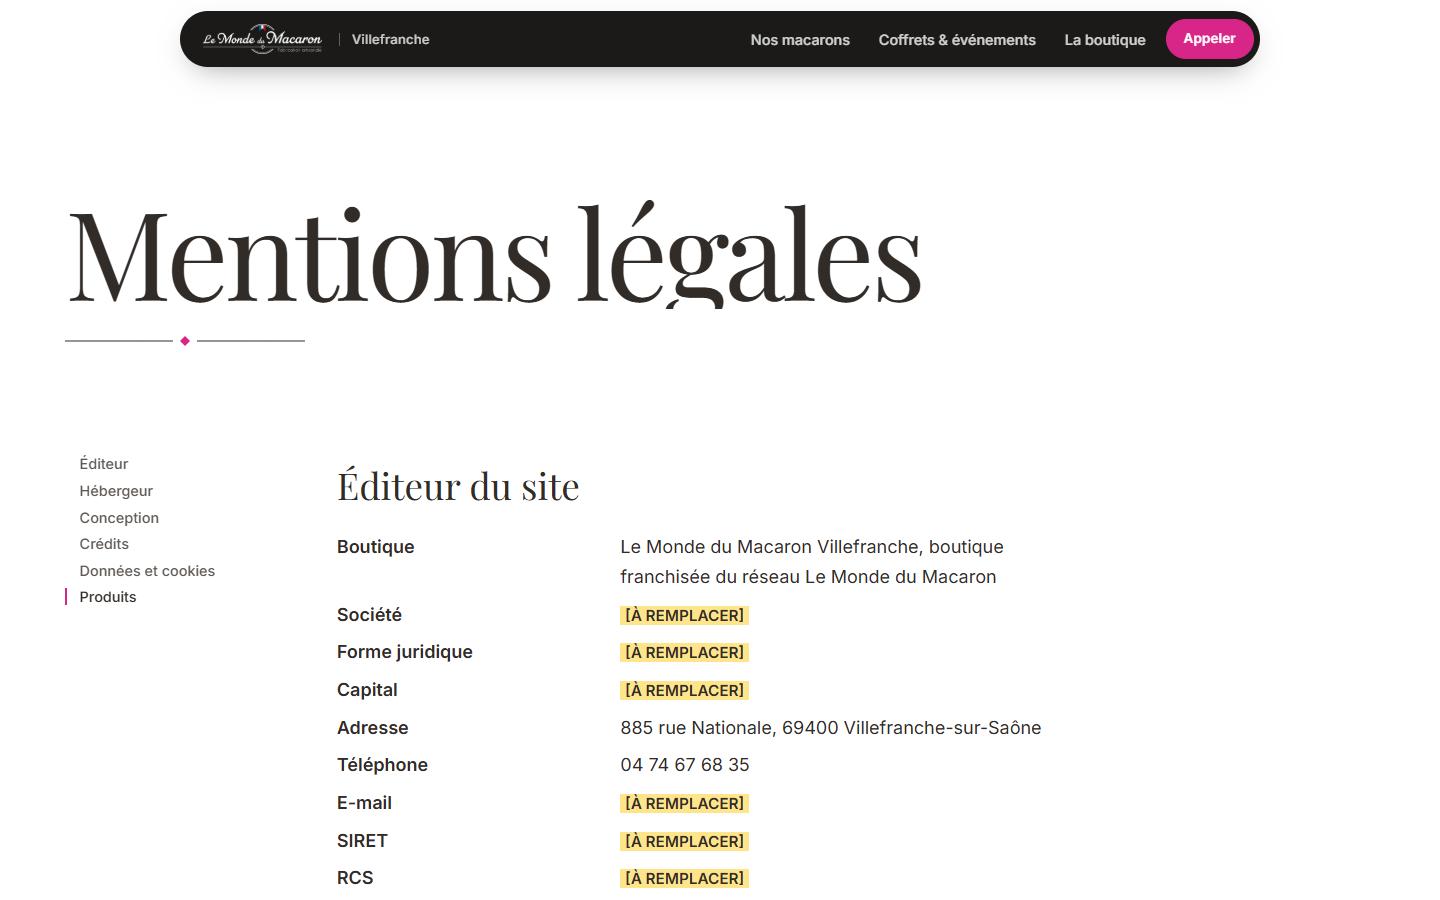 Le Monde du Macaron
Fabrication artisanale
Villefranche
Nos macarons
Coffrets & événements
La boutique
Appeler
Mentions légales
Éditeur
Hébergeur
Conception
Crédits
Données et cookies
Produits
Éditeur du site
Boutique
Le Monde du Macaron Villefranche, boutique
franchisée du réseau Le Monde du Macaron
Société
[À REMPLACER]
Forme juridique
[À REMPLACER]
Capital
[À REMPLACER]
Adresse
885 rue Nationale, 69400 Villefranche-sur-Saône
Téléphone
04 74 67 68 35
E-mail
[À REMPLACER]
SIRET
[À REMPLACER]
RCS
[À REMPLACER]